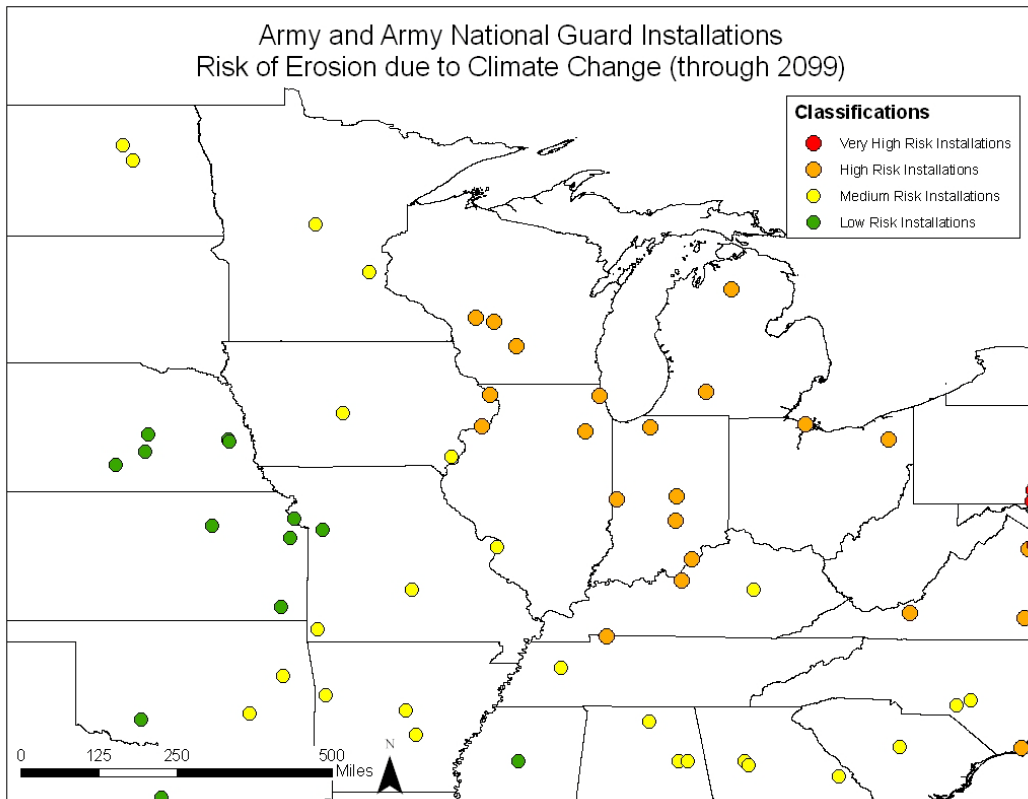 Army and Army National Guard Installations
Risk of Erosion due to Climate Change (through 2099)
Classifications
Very High Risk Installations
High Risk Installations
Medium Risk Installations
Low Risk Installations
N
0 125 250 500
Miles